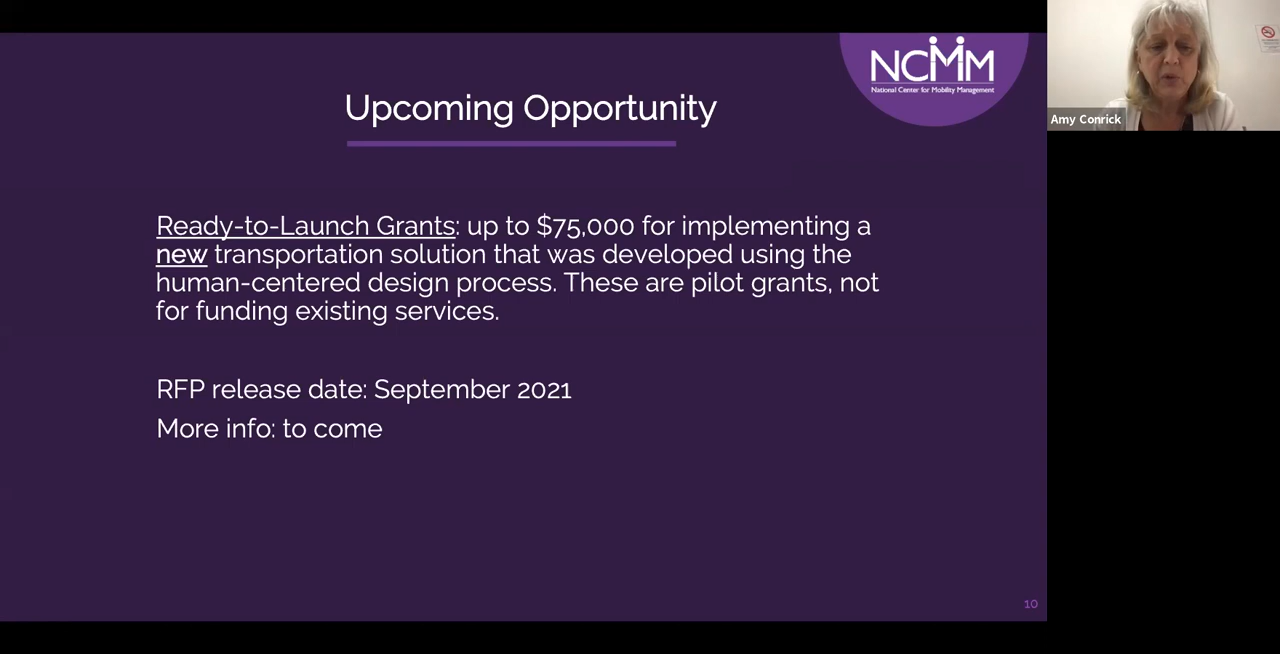 NCMM
National Center for Mobility Management
Upcoming Opportunity
Ready-to-Launch Grants: up to $75,000 for implementing a
new transportation solution that was developed using the
human-centered design process. These are pilot grants, not
for funding existing services.
RFP release date: September 2021
More info: to come
10
Amy Conrick